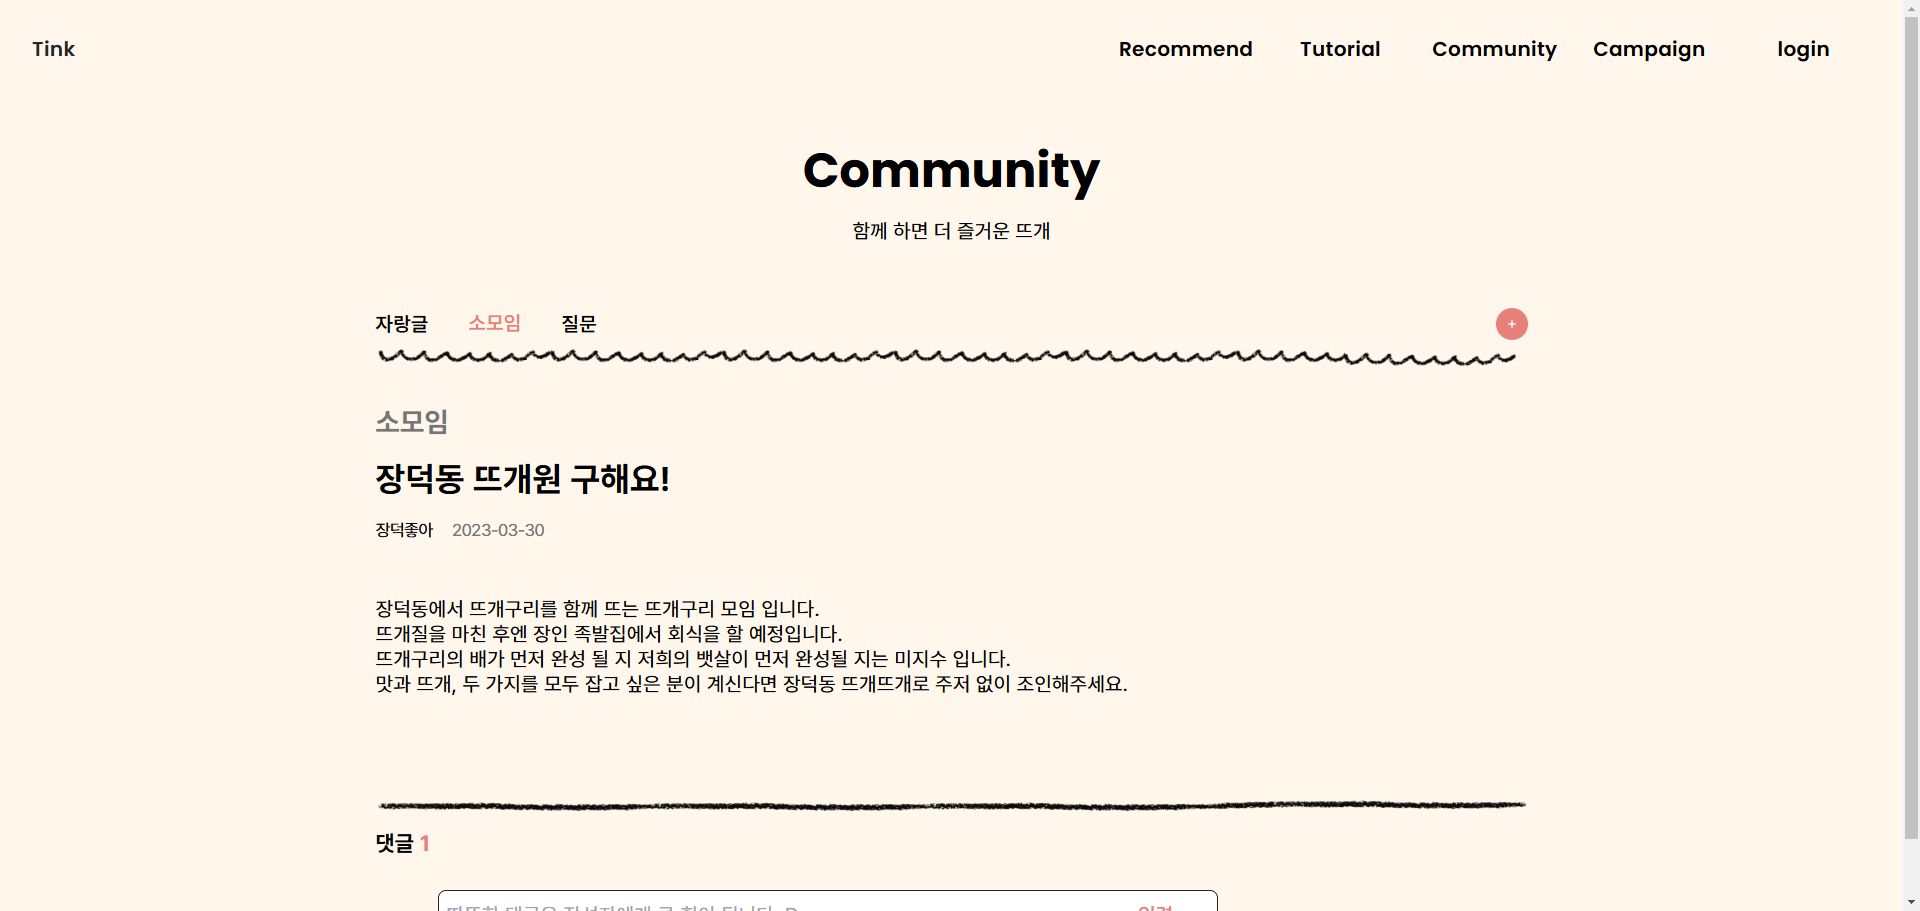 Tink
Recommend
Tutorial
Community
Campaign
login
Community
함께 하면 더 즐거운 뜨개
자랑글
소모임
질문
+
소모임
장덕동 뜨개원 구해요!
장덕좋아 2023-03-30
장덕동에서 뜨개구리를 함께 뜨는 뜨개구리 모임 입니다.
뜨개질을 마친 후엔 장인 족발집에서 회식을 할 예정입니다.
뜨개구리의 배가 먼저 완성 될 지 저희의 뱃살이 먼저 완성될 지는 미지수 입니다.
맛과 뜨개, 두 가지를 모두 잡고 싶은 분이 계신다면 장덕동 뜨개뜨개로 주저 없이 조인해주세요.
댓글 1